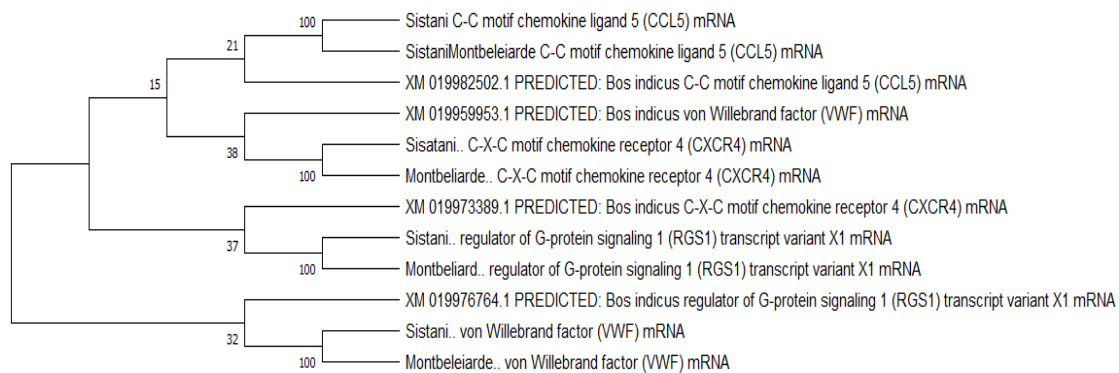 Sistani C-C motif chemokine ligand 5 (CCL5) mRNA
SistaniMontbeleiarde C-C motif chemokine ligand 5 (CCL5) mRNA
XM 019982502.1 PREDICTED: Bos indicus C-C motif chemokine ligand 5 (CCL5) mRNA
XM 019959953.1 PREDICTED: Bos indicus von Willebrand factor (VWF) mRNA
Sisatani.. C-X-C motif chemokine receptor 4 (CXCR4) mRNA
Montbeliarde.. C-X-C motif chemokine receptor 4 (CXCR4) mRNA
XM 019973389.1 PREDICTED: Bos indicus C-X-C motif chemokine receptor 4 (CXCR4) mRNA
Sistani.. regulator of G-protein signaling 1 (RGS1) transcript variant X1 mRNA
Montbeliard.. regulator of G-protein signaling 1 (RGS1) transcript variant X1 mRNA
XM 019976764.1 PREDICTED: Bos indicus regulator of G-protein signaling 1 (RGS1) transcript variant X1 mRNA
Sistani.. von Willebrand factor (VWF) mRNA
Montbeleiarde.. von Willebrand factor (VWF) mRNA
100
21
15
38
100
37
100
32
100